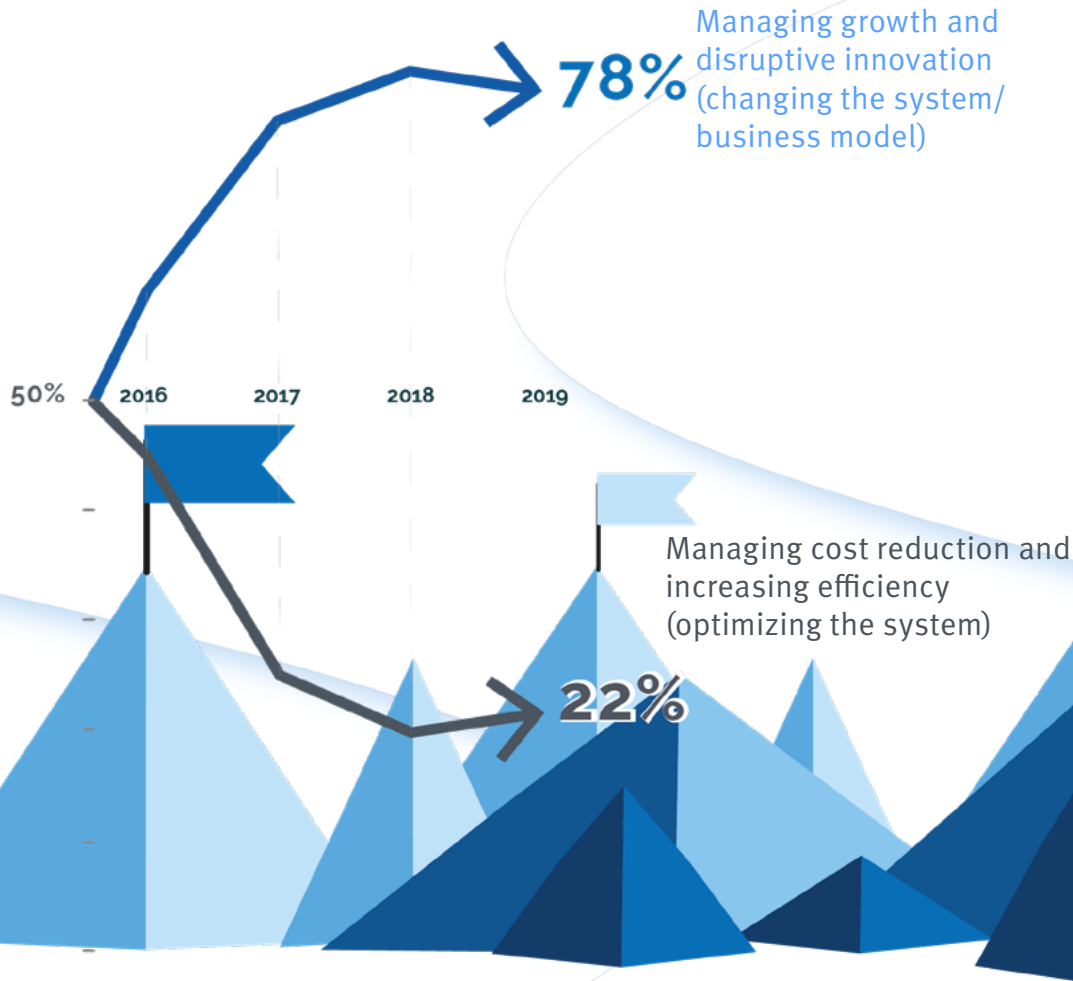 Managing growth and
disruptive innovation
(changing the system/
business model)
78%
50%
2016
2017
2018
2019
Managing cost reduction and
increasing efficiency
(optimizing the system)
22%